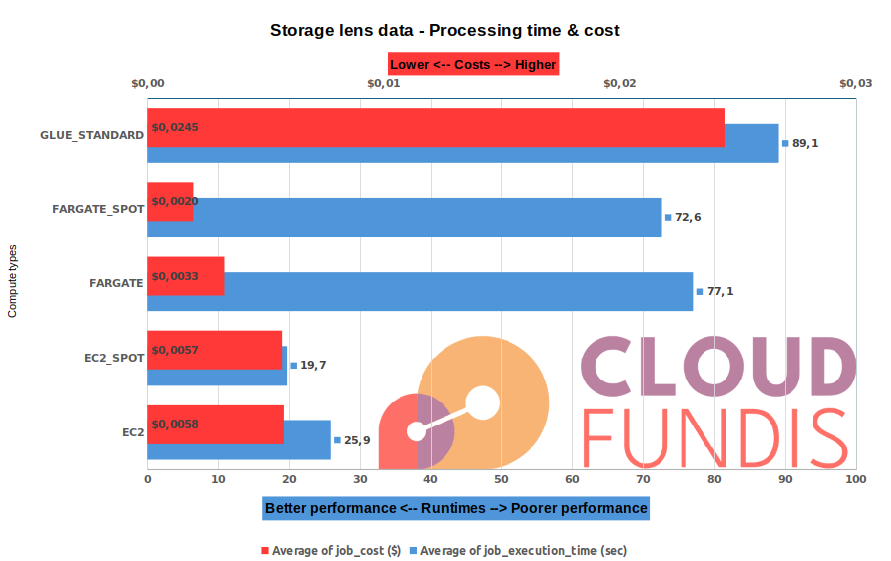 Storage lens data - Processing time & cost
Lower <-- Costs --> Higher
$0,00 $0,01 $0,02 $0,03
GLUE_STANDARD $0,0245 89,1
FARGATE_SPOT $0,0020 72,6
FARGATE $0,0033 77,1
EC2_SPOT $0,0057 19,7
EC2 $0,0058 25,9
Compute types
CLOUD
FUNDIS
0 10 20 30 40 50 60 70 80 90 100
Better performance <-- Runtimes --> Poorer performance
Average of job_cost ($) Average of job_execution_time (sec)